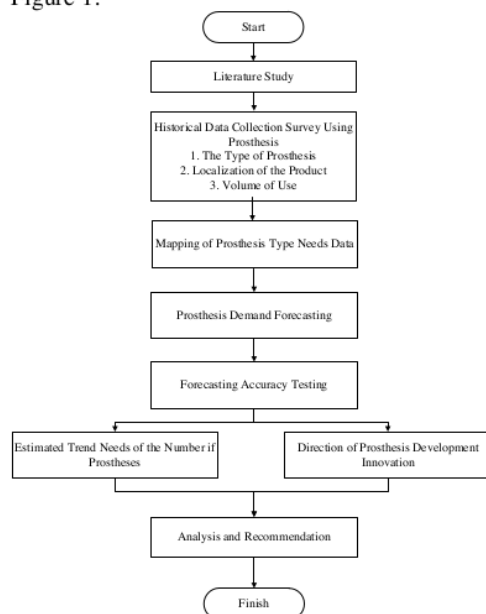 Figure 1.
Start
Literature Study
Historical Data Collection Survey Using
Prosthesis
1. The Type of Prosthesis
2. Localization of the Product
3. Volume of Use
Mapping of Prosthesis Type Needs Data
Prosthesis Demand Forecasting
Forecasting Accuracy Testing
Estimated Trend Needs of the Number if
Prostheses
Direction of Prosthesis Development
Innovation
Analysis and Recommendation
Finish